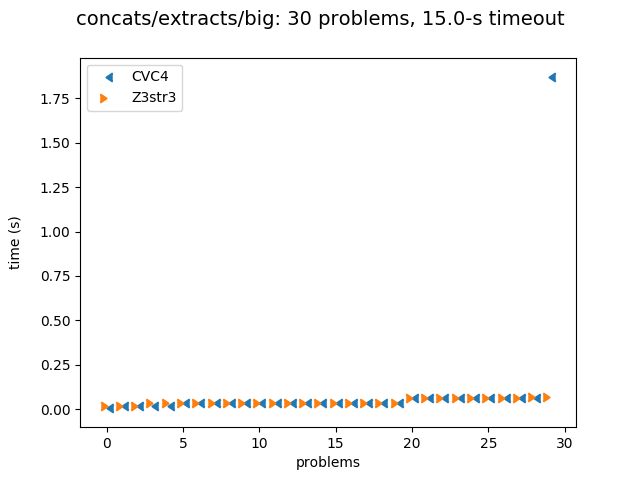 concats/extracts/big: 30 problems, 15.0-s timeout
CVC4
Z3str3
1.75
1.50
1.25
1.00
0.75
0.50
0.25
0.00
time (s)
0 5 10 15 20 25 30
problems